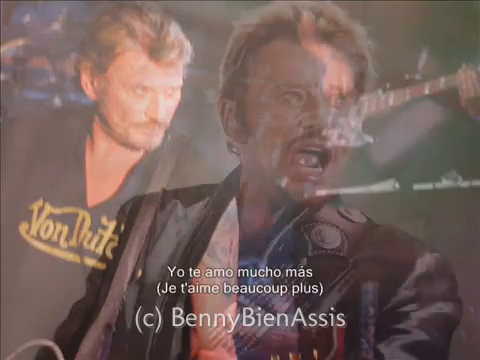 Von Dutch
Yo te amo mucho más
(Je t'aime beaucoup plus)
(c) BennyBienAssis